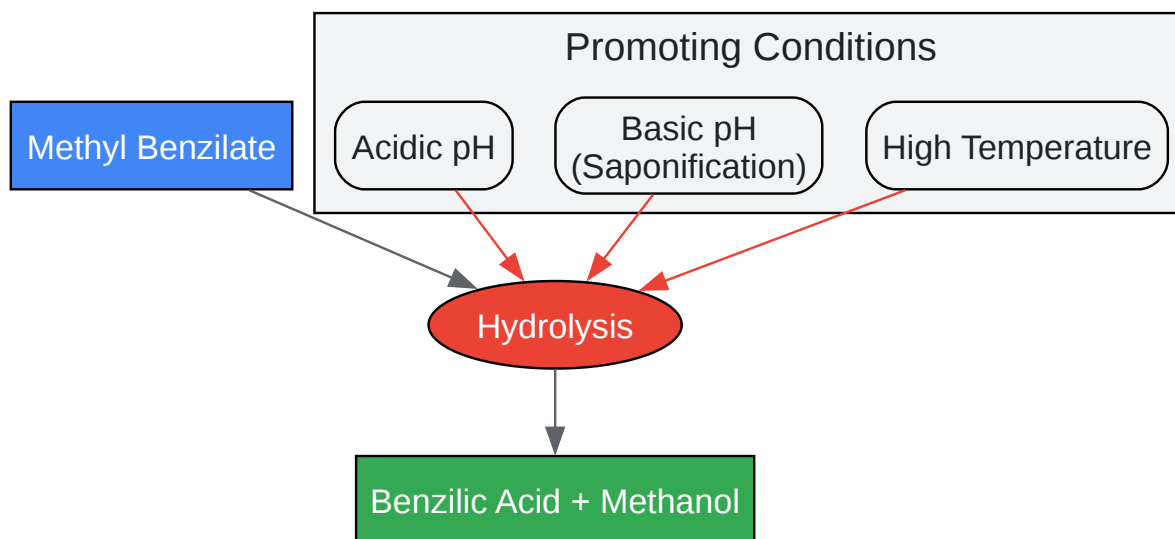 Promoting Conditions
Methyl Benzilate
Acidic pH
Basic pH
(Saponification)
High Temperature
Hydrolysis
Benzilic Acid + Methanol